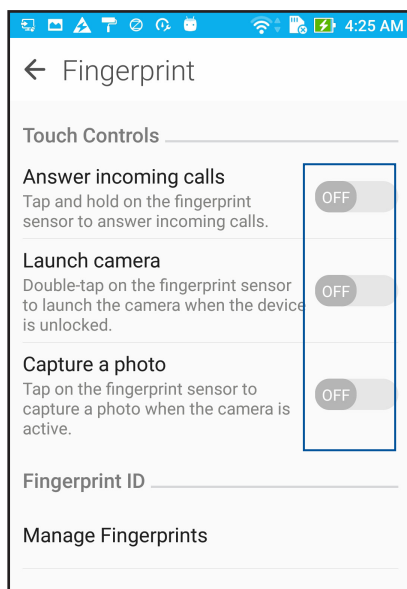 4:25 AM
Fingerprint
Touch Controls
Answer incoming calls
Tap and hold on the fingerprint
sensor to answer incoming calls.
OFF
Launch camera
Double-tap on the fingerprint sensor
to launch the camera when the device
is unlocked.
OFF
Capture a photo
Tap on the fingerprint sensor to
capture a photo when the camera is
active.
OFF
Fingerprint ID
Manage Fingerprints